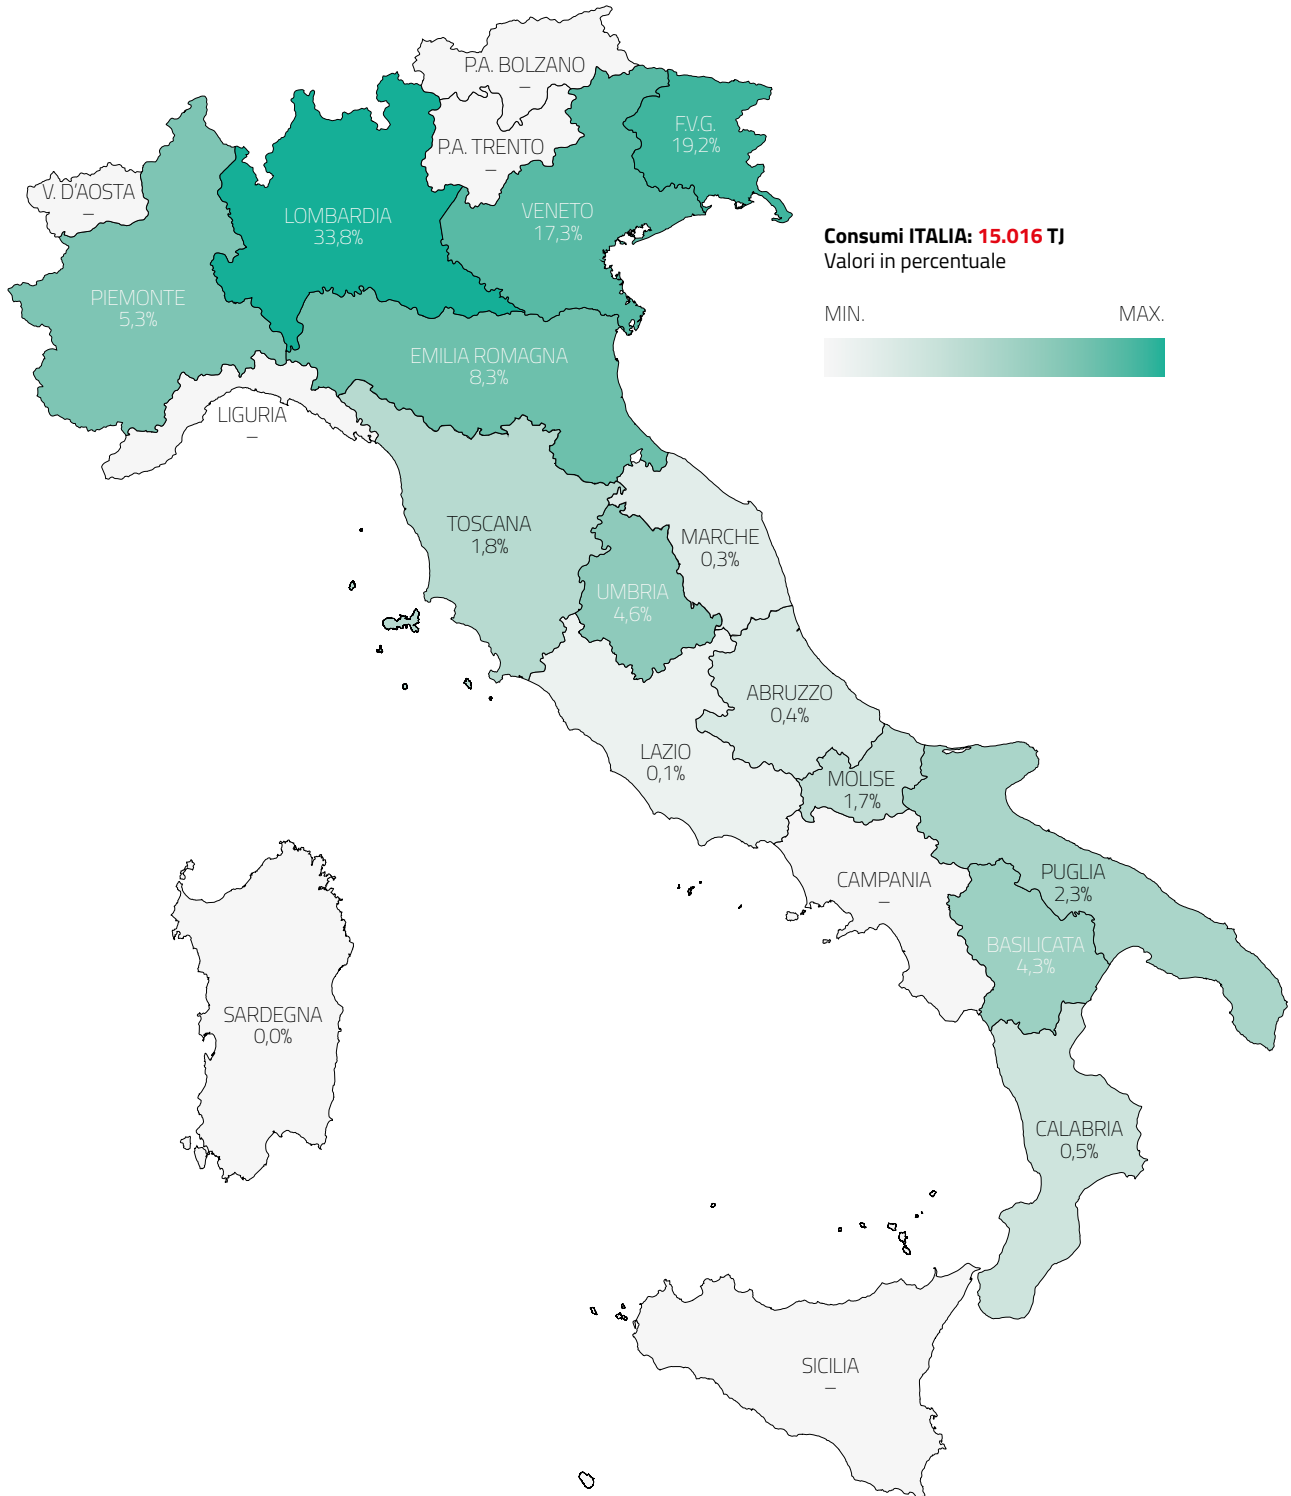 P.A. BOLZANO
–
P.A. TRENTO
–
F.V.G.
19,2%
V. D'AOSTA
–
LOMBARDIA
33,8%
VENETO
17,3%
Consumi ITALIA: 15.016 TJ
Valori in percentuale
MIN. MAX.
PIEMONTE
5,3%
EMILIA ROMAGNA
8,3%
LIGURIA
–
TOSCANA
1,8%
MARCHE
0,3%
UMBRIA
4,6%
ABRUZZO
0,4%
LAZIO
0,1%
MOLISE
1,7%
CAMPANIA
–
PUGLIA
2,3%
BASILICATA
4,3%
SARDEGNA
0,0%
CALABRIA
0,5%
SICILIA
–